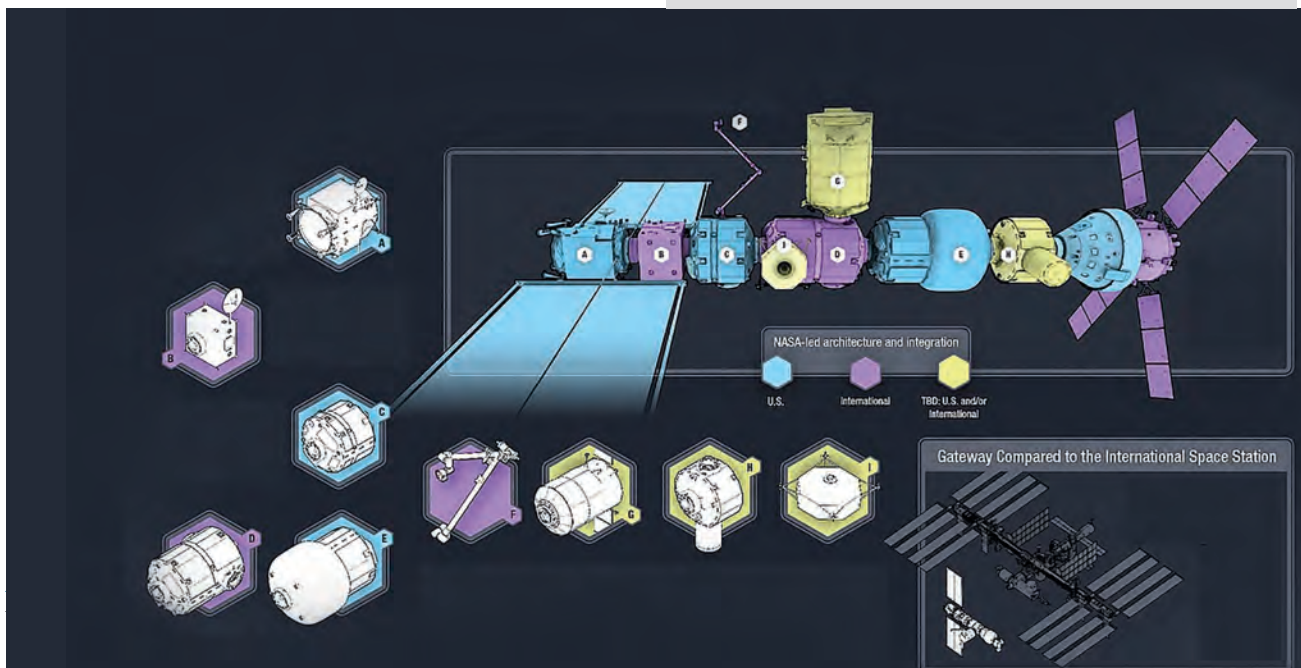 F
G
A
B
C
J
D
E
H
A
B
NASA-led architecture and integration
U.S.
International
TBD: U.S. and/or
International
C
D
E
F
G
H
I
Gateway Compared to the International Space Station